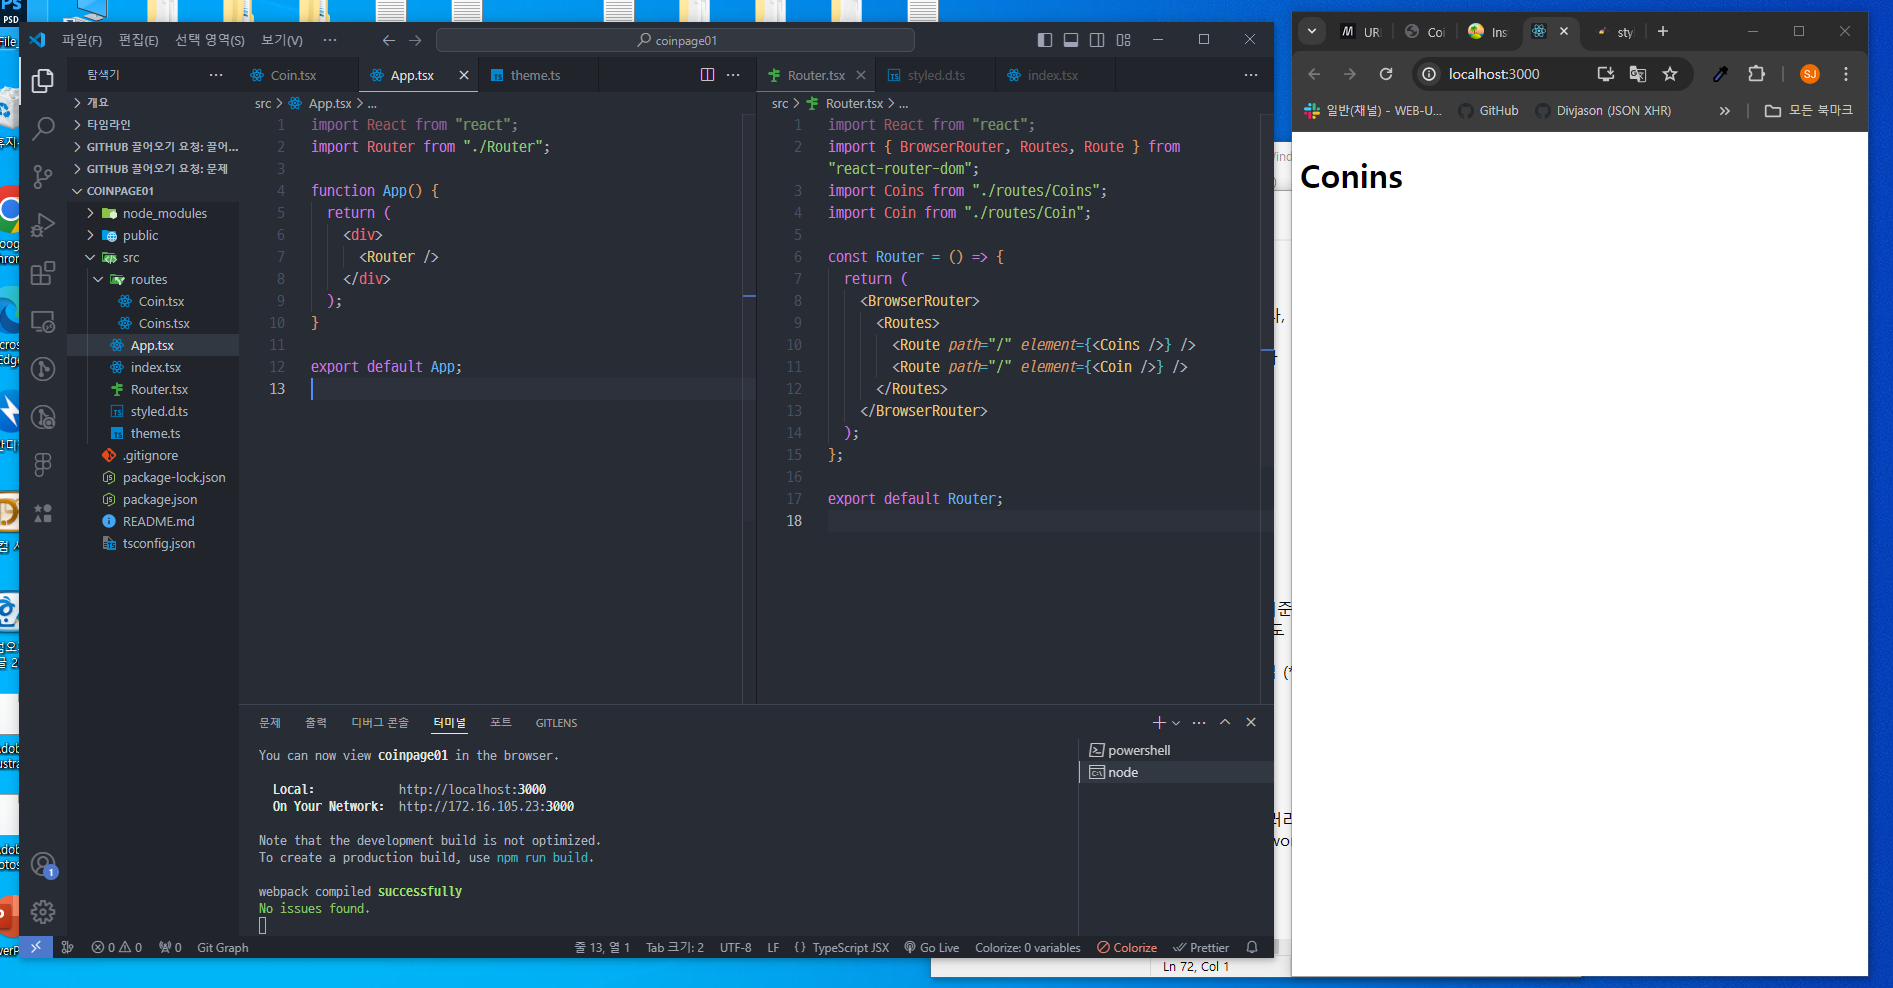 파일(F) 편집(E) 선택 영역(S) 보기(V) ··· coinpage01
탐색기 ···
개요
타임라인
GITHUB 끌어오기 요청: 끌어...
GITHUB 끌어오기 요청: 문제
COINPAGE01
node_modules
public
src
routes
Coin.tsx
Coins.tsx
App.tsx
index.tsx
Router.tsx
styled.d.ts
theme.ts
.gitignore
package-lock.json
package.json
README.md
tsconfig.json
Coin.tsx App.tsx theme.ts
src > App.tsx > ...
1 import React from "react";
2 import Router from "./Router";
3
4 function App() {
5 return (
6 <div>
7 <Router />
8 </div>
9 );
10 }
11
12 export default App;
13
Router.tsx styled.d.ts index.tsx
src > Router.tsx > ...
1 import React from "react";
2 import { BrowserRouter, Routes, Route } from
"react-router-dom";
3 import Coins from "./routes/Coins";
4 import Coin from "./routes/Coin";
5
6 const Router = () => {
7 return (
8 <BrowserRouter>
9 <Routes>
10 <Route path="/" element={<Coins />} />
11 <Route path="/" element={<Coin />} />
12 </Routes>
13 </BrowserRouter>
14 );
15 };
16
17 export default Router;
18
문제 출력 디버그 콘솔 터미널 포트 GITLENS
You can now view coinpage01 in the browser.
Local: http://localhost:3000
On Your Network: http://172.16.105.23:3000
Note that the development build is not optimized.
To create a production build, use npm run build.
webpack compiled successfully
No issues found.
powershell
node
0 0 0 Git Graph 줄 13, 열 1 Tab 크기: 2 UTF-8 LF {} TypeScript JSX Go Live Colorize: 0 variables Colorize Prettier
Ln 72, Col 1
UR Coi Ins sty
localhost:3000 SJ
일반(채널) - WEB-U... GitHub Divjason (JSON XHR) » 모든 북마크
Conins